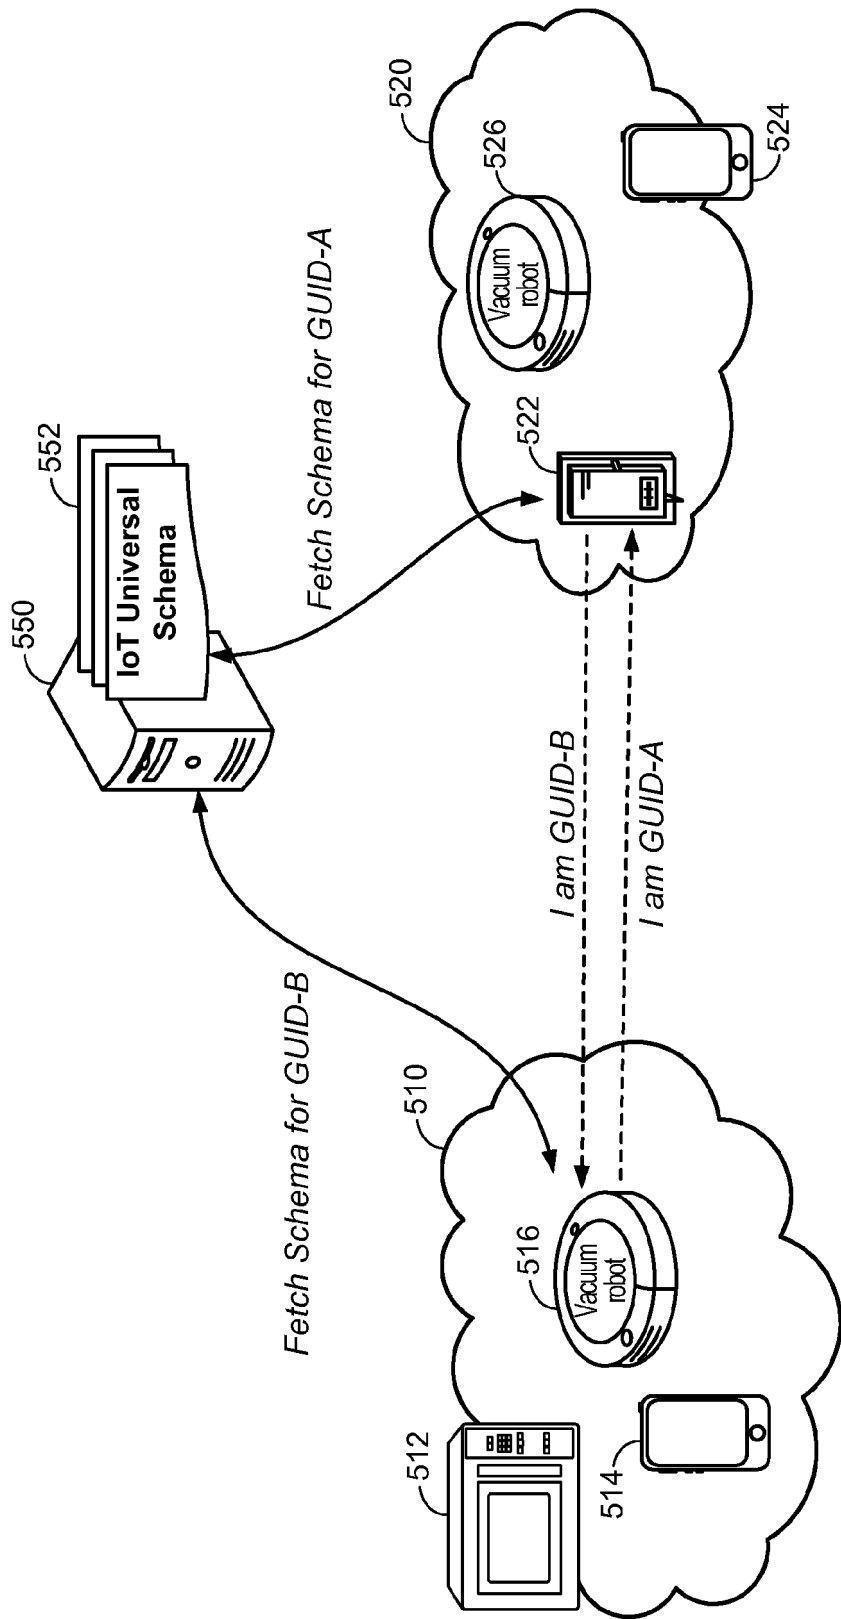 550
552
IoT Universal
Schema
Fetch Schema for GUID-B
Fetch Schema for GUID-A
510
512
514
516
Vacuum
robot
I am GUID-B
I am GUID-A
520
522
526
Vacuum
robot
524